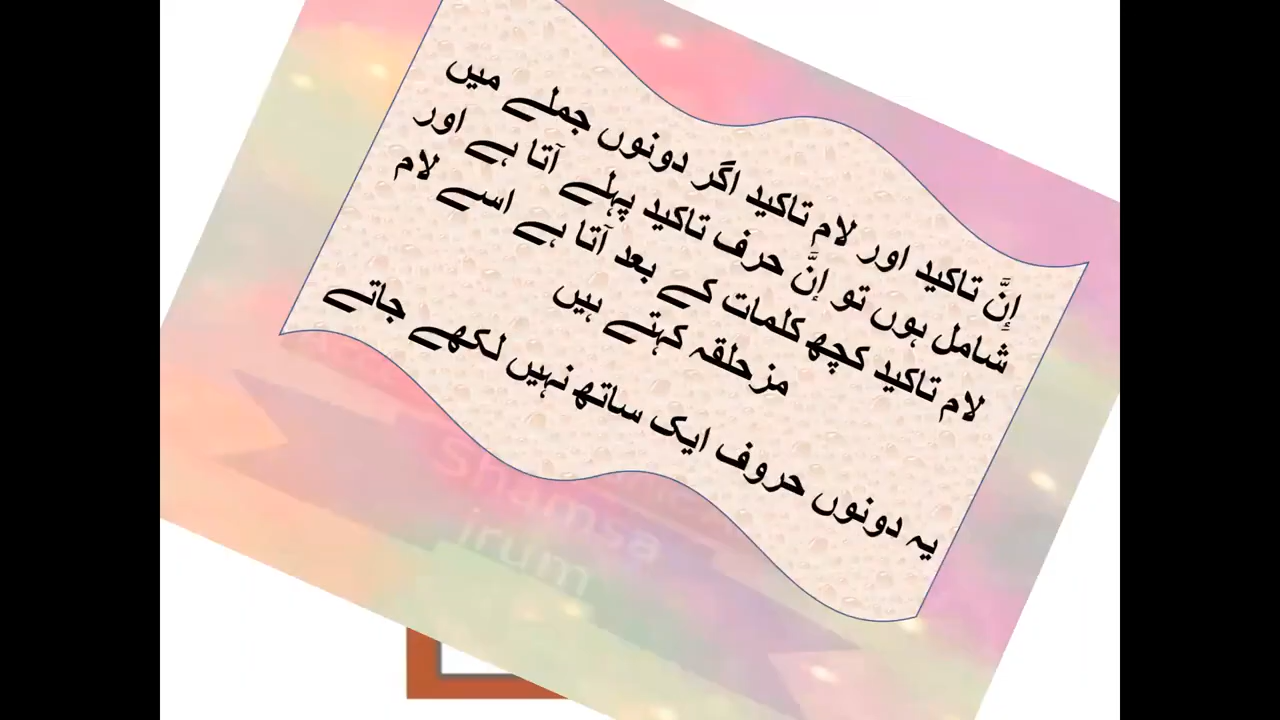 إِنَّ تاکید اور لام تاکید اگر دونوں جملے میں
شامل ہوں تو إنَّ حرف تاکید پہلے آتا ہے اور
لام تاکید کچھ کلمات کے بعد آتا ہے اسے لام
مزحلقہ کہتے ہیں
یہ دونوں حروف ایک ساتھ نہیں لکھے جاتے
Shamsa
irum